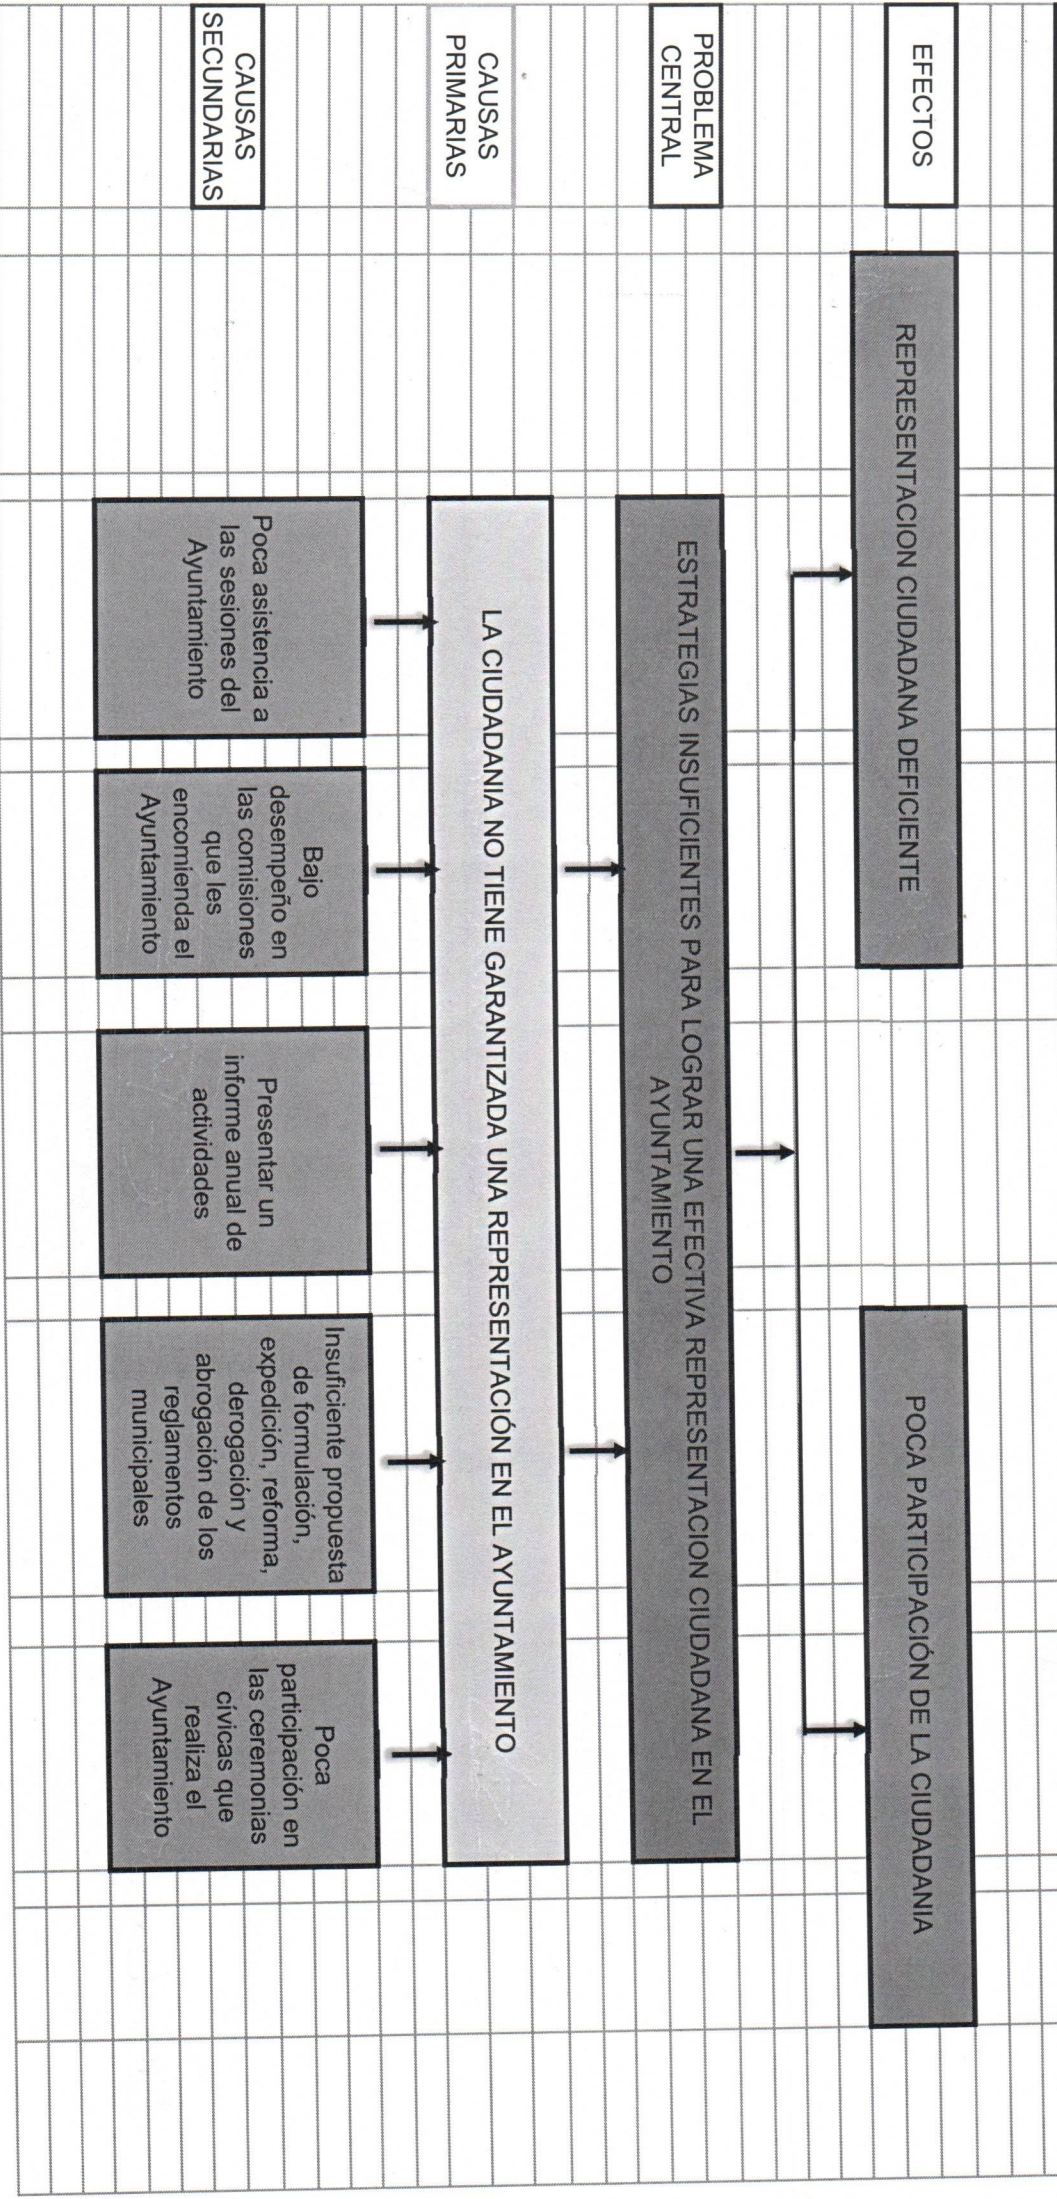 EFECTOS
REPRESENTACION CIUDADANA DEFICIENTE
POCA PARTICIPACIÓN DE LA CIUDADANIA
PROBLEMA
CENTRAL
ESTRATEGIAS INSUFICIENTES PARA LOGRAR UNA EFECTIVA REPRESENTACION CIUDADANA EN EL
AYUNTAMIENTO
CAUSAS
PRIMARIAS
LA CIUDADANIA NO TIENE GARANTIZADA UNA REPRESENTACIÓN EN EL AYUNTAMIENTO
CAUSAS
SECUNDARIAS
Poca asistencia a
las sesiones del
Ayuntamiento
Bajo
desempeño en
las comisiones
que les
encomienda el
Ayuntamiento
Presentar un
informe anual de
actividades
Insuficiente propuesta
de formulación,
expedición, reforma,
derogación y
abrogación de los
reglamentos
municipales
Poca
participación en
las ceremonias
cívicas que
realiza el
Ayuntamiento